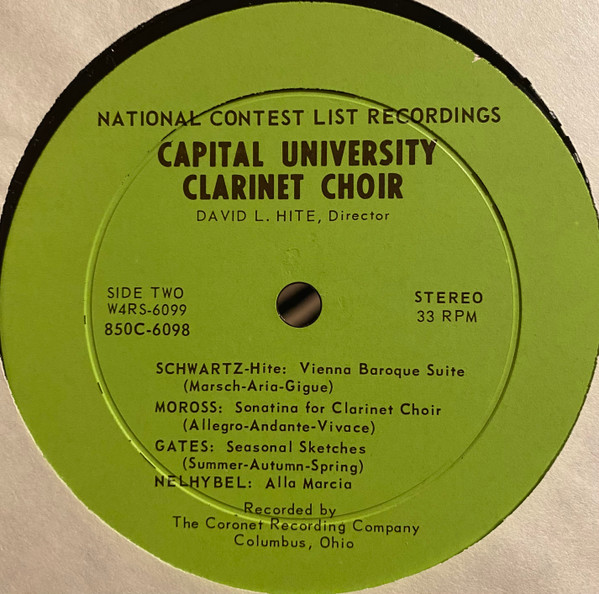 NATIONAL CONTEST LIST RECORDINGS
CAPITAL UNIVERSITY
CLARINET CHOIR
DAVID L. HITE, Director
SIDE TWO
W4RS-6099
850C-6098
STEREO
33 RPM
SCHWARTZ-Hite: Vienna Baroque Suite
(Marsch-Aria-Gigue)
MOROSS: Sonatina for Clarinet Choir
(Allegro-Andante-Vivace)
GATES: Seasonal Sketches
(Summer-Autumn-Spring)
NELHYBEL: Alla Marcia
Recorded by
The Coronet Recording Company
Columbus, Ohio